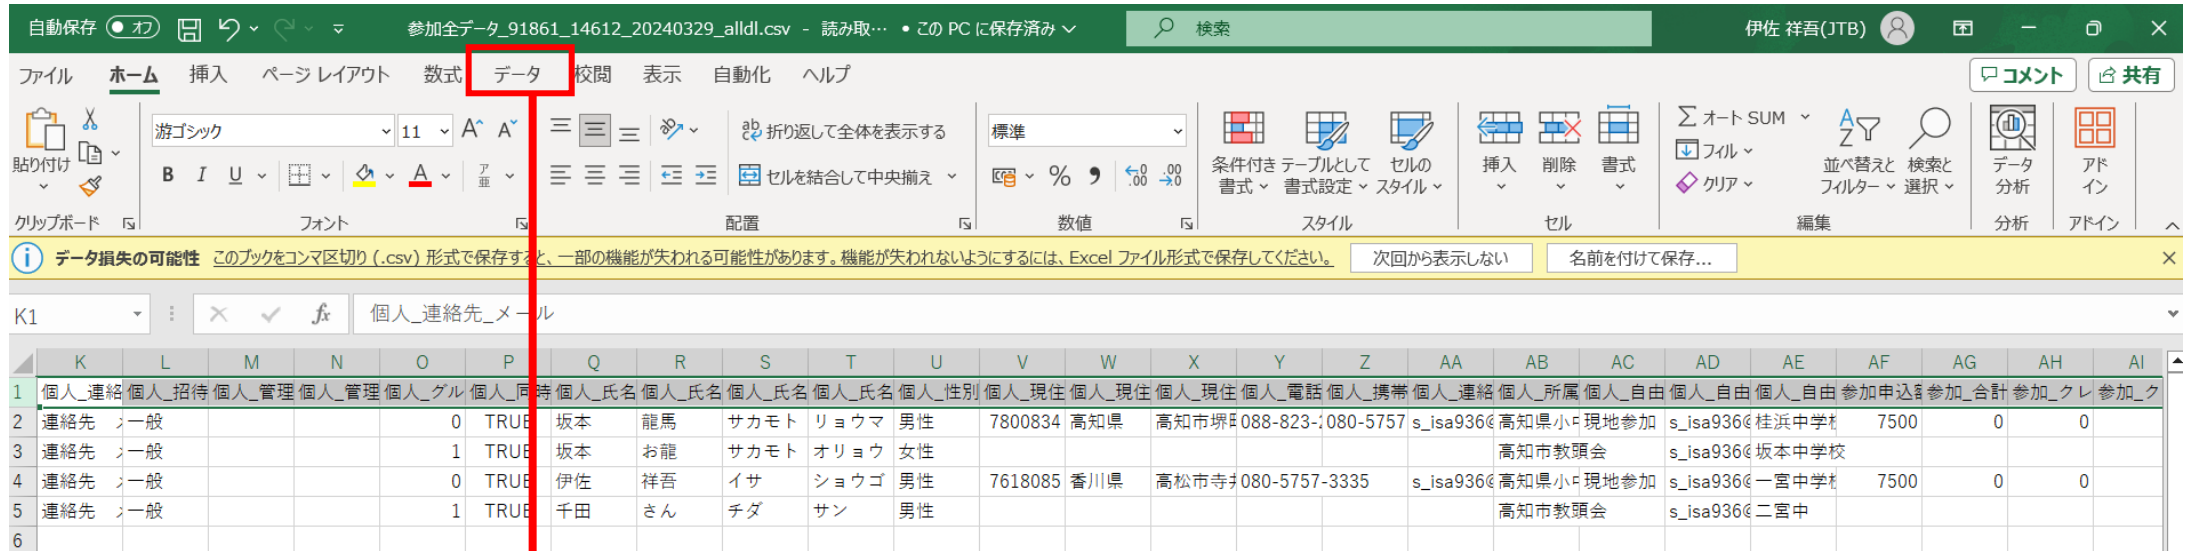 自動保存 オフ 参加全データ_91861_14612_20240329_alldl.csv - 読み取… • この PC に保存済み 検索 伊佐 祥吾(JTB)
ファイル ホーム 挿入 ページ レイアウト 数式 データ 校閲 表示 自動化 ヘルプ コメント 共有
游ゴシック 11 A A 折り返して全体を表示する 標準
貼り付け B I U A ア亜 セルを結合して中央揃え % 条件付き書式 テーブルとして書式設定 セルのスタイル 挿入 削除 書式 Σ オート SUM フィル クリア 並べ替えとフィルター 検索と選択 データ分析 アドイン
クリップボード フォント 配置 数値 スタイル セル 編集 分析 アドイン
データ損失の可能性 このブックをコンマ区切り (.csv) 形式で保存すると、一部の機能が失われる可能性があります。機能が失われないようにするには、Excel ファイル形式で保存してください。 次回から表示しない 名前を付けて保存...
K1 fx 個人_連絡先_メール
K L M N O P Q R S T U V W X Y Z AA AB AC AD AE AF AG AH AI
1 個人_連絡 個人_招待 個人_管理 個人_管理 個人_グル 個人_同時 個人_氏名 個人_氏名 個人_氏名 個人_氏名 個人_性別 個人_現住 個人_現住 個人_現住 個人_電話 個人_携帯 個人_連絡 個人_所属 個人_自由 個人_自由 個人_自由 参加申込 参加_合計 参加_クレ 参加_ク
2 連絡先 一般 0 TRUE 坂本 龍馬 サカモト リョウマ 男性 7800834 高知県 高知市堺 088-823- 080-5757 s_isa936@ 高知県小 現地参加 s_isa936@ 桂浜中学 7500 0 0
3 連絡先 一般 1 TRUE 坂本 お龍 サカモト オリョウ 女性 高知市教頭会 s_isa936@ 坂本中学校
4 連絡先 一般 0 TRUE 伊佐 祥吾 イサ ショウゴ 男性 7618085 香川県 高松市寺 080-5757-3335 s_isa936@ 高知県小 現地参加 s_isa936@ 一宮中学 7500 0 0
5 連絡先 一般 1 TRUE 千田 さん チダ サン 男性 高知市教頭会 s_isa936@ 二宮中
6